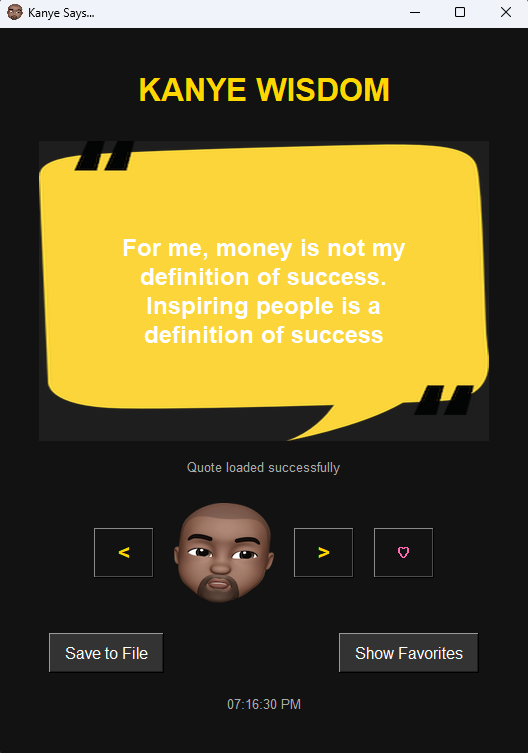 Kanye Says...
KANYE WISDOM
For me, money is not my
definition of success.
Inspiring people is a
definition of success
Quote loaded successfully
<
>
Save to File
Show Favorites
07:16:30 PM